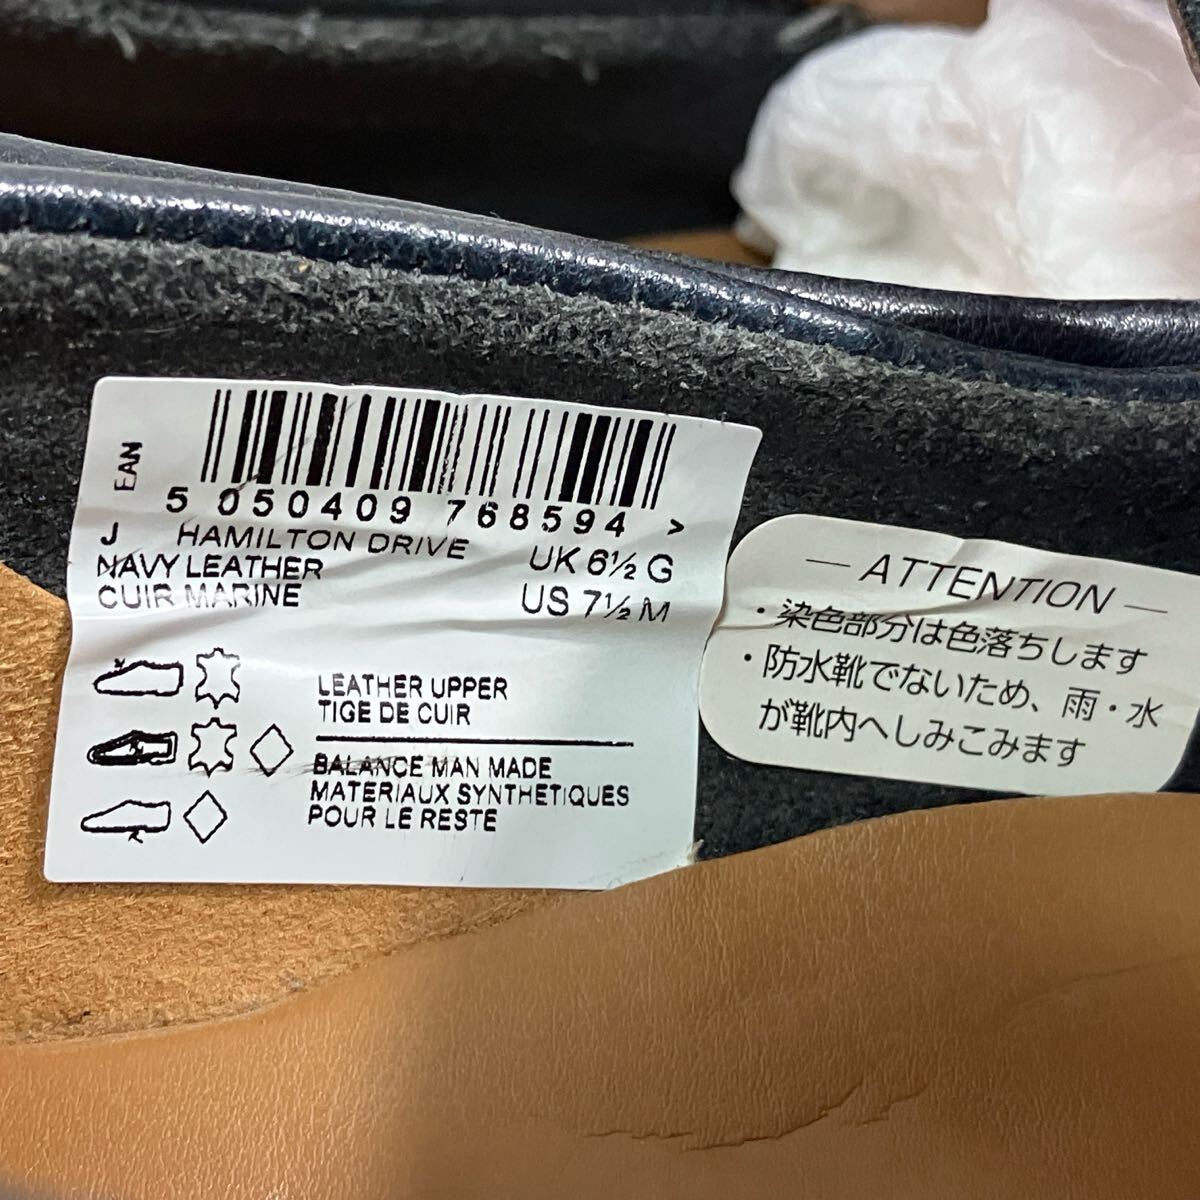 EAN
5 050409 768594 >
J HAMILTON DRIVE
NAVY LEATHER UK 6½ G
CUIR MARINE US 7½ M
LEATHER UPPER
TIGE DE CUIR
BALANCE MAN MADE
MATERIAUX SYNTHETIQUES
POUR LE RESTE
— ATTENTION —
・染色部分は色落ちします
・防水靴でないため、雨・水
が靴内へしみこみます